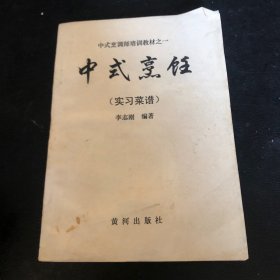 中式烹调师培训教材之一
中式烹饪
(实习菜谱)
李志刚 编著
黄河出版社